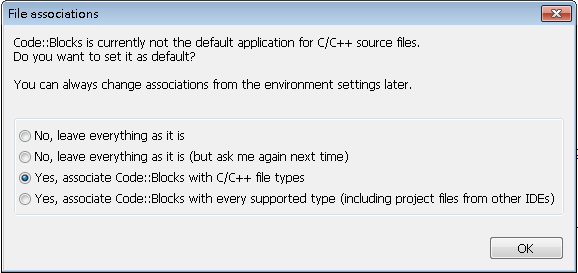 File associations
Code::Blocks is currently not the default application for C/C++ source files.
Do you want to set it as default?
You can always change associations from the environment settings later.
No, leave everything as it is
No, leave everything as it is (but ask me again next time)
Yes, associate Code::Blocks with C/C++ file types
Yes, associate Code::Blocks with every supported type (including project files from other IDEs)
OK